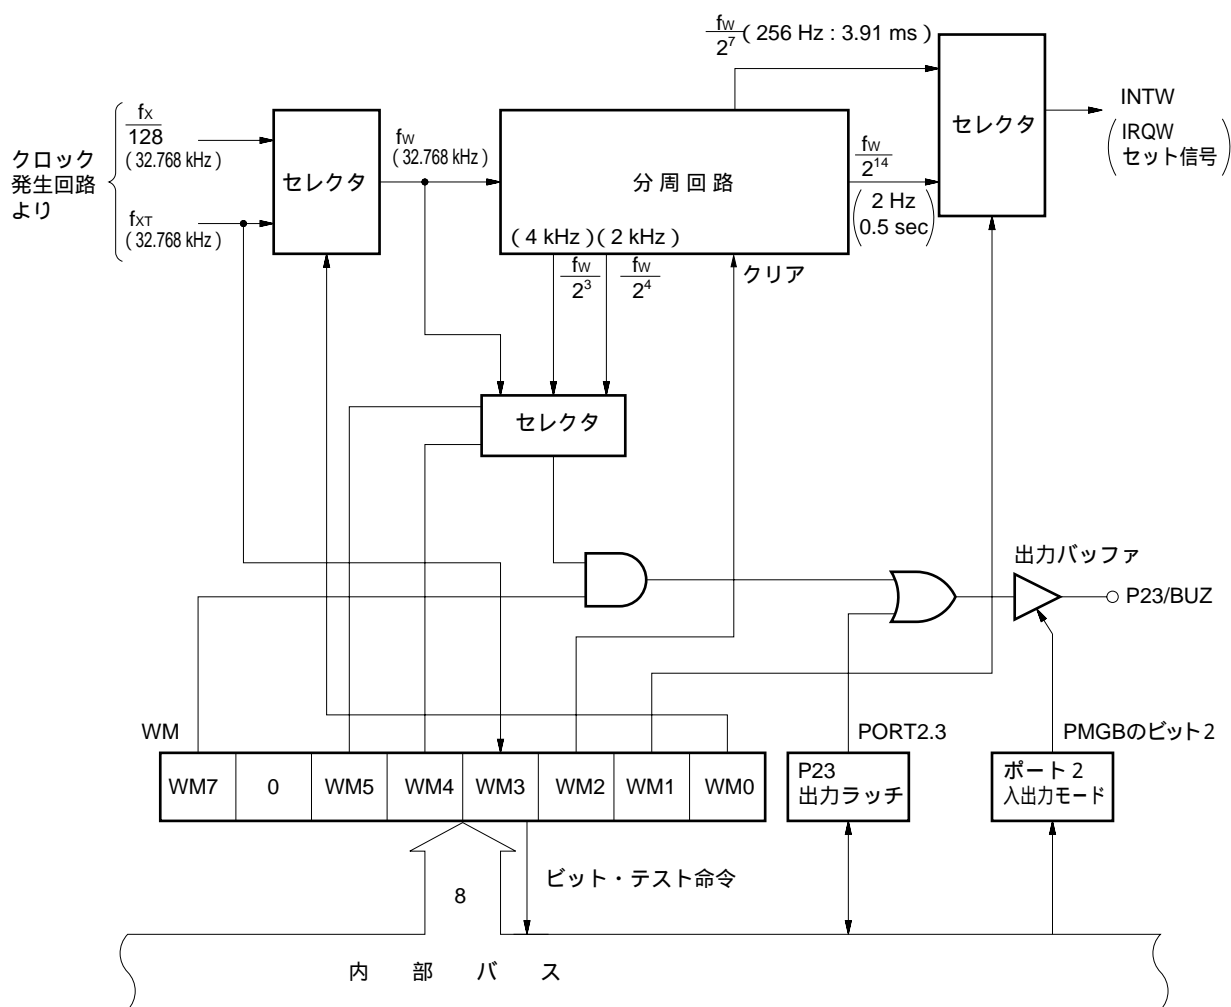 fW
2^7
( 256 Hz : 3.91 ms )
クロック
発生回路
より
fX
128
( 32.768 kHz )
fXT
( 32.768 kHz )
セレクタ
fW
( 32.768 kHz )
分 周 回 路
( 4 kHz ) ( 2 kHz )
fW
2^3
fW
2^4
クリア
fW
2^14
( 2 Hz
0.5 sec )
セレクタ
INTW
( IRQW
セット信号 )
セレクタ
出力バッファ
P23/BUZ
WM
WM7 0 WM5 WM4 WM3 WM2 WM1 WM0
PORT2.3
P23
出力ラッチ
PMGBのビット2
ポート2
入出力モード
8
ビット・テスト命令
内 部 バ ス